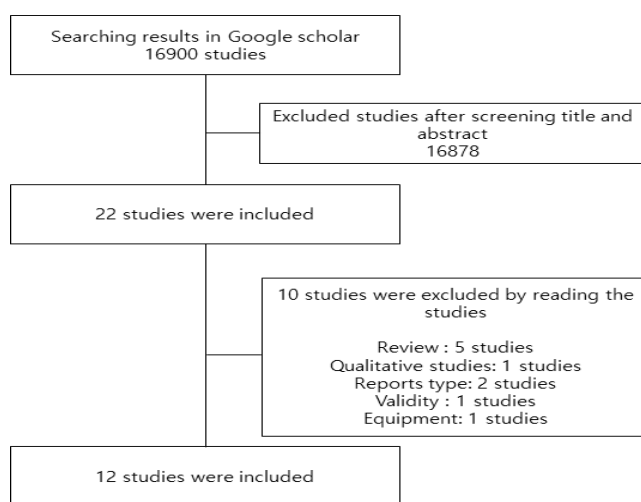 Searching results in Google scholar
16900 studies
Excluded studies after screening title and
abstract
16878
22 studies were included
10 studies were excluded by reading the
studies
Review : 5 studies
Qualitative studies: 1 studies
Reports type: 2 studies
Validity : 1 studies
Equipment: 1 studies
12 studies were included